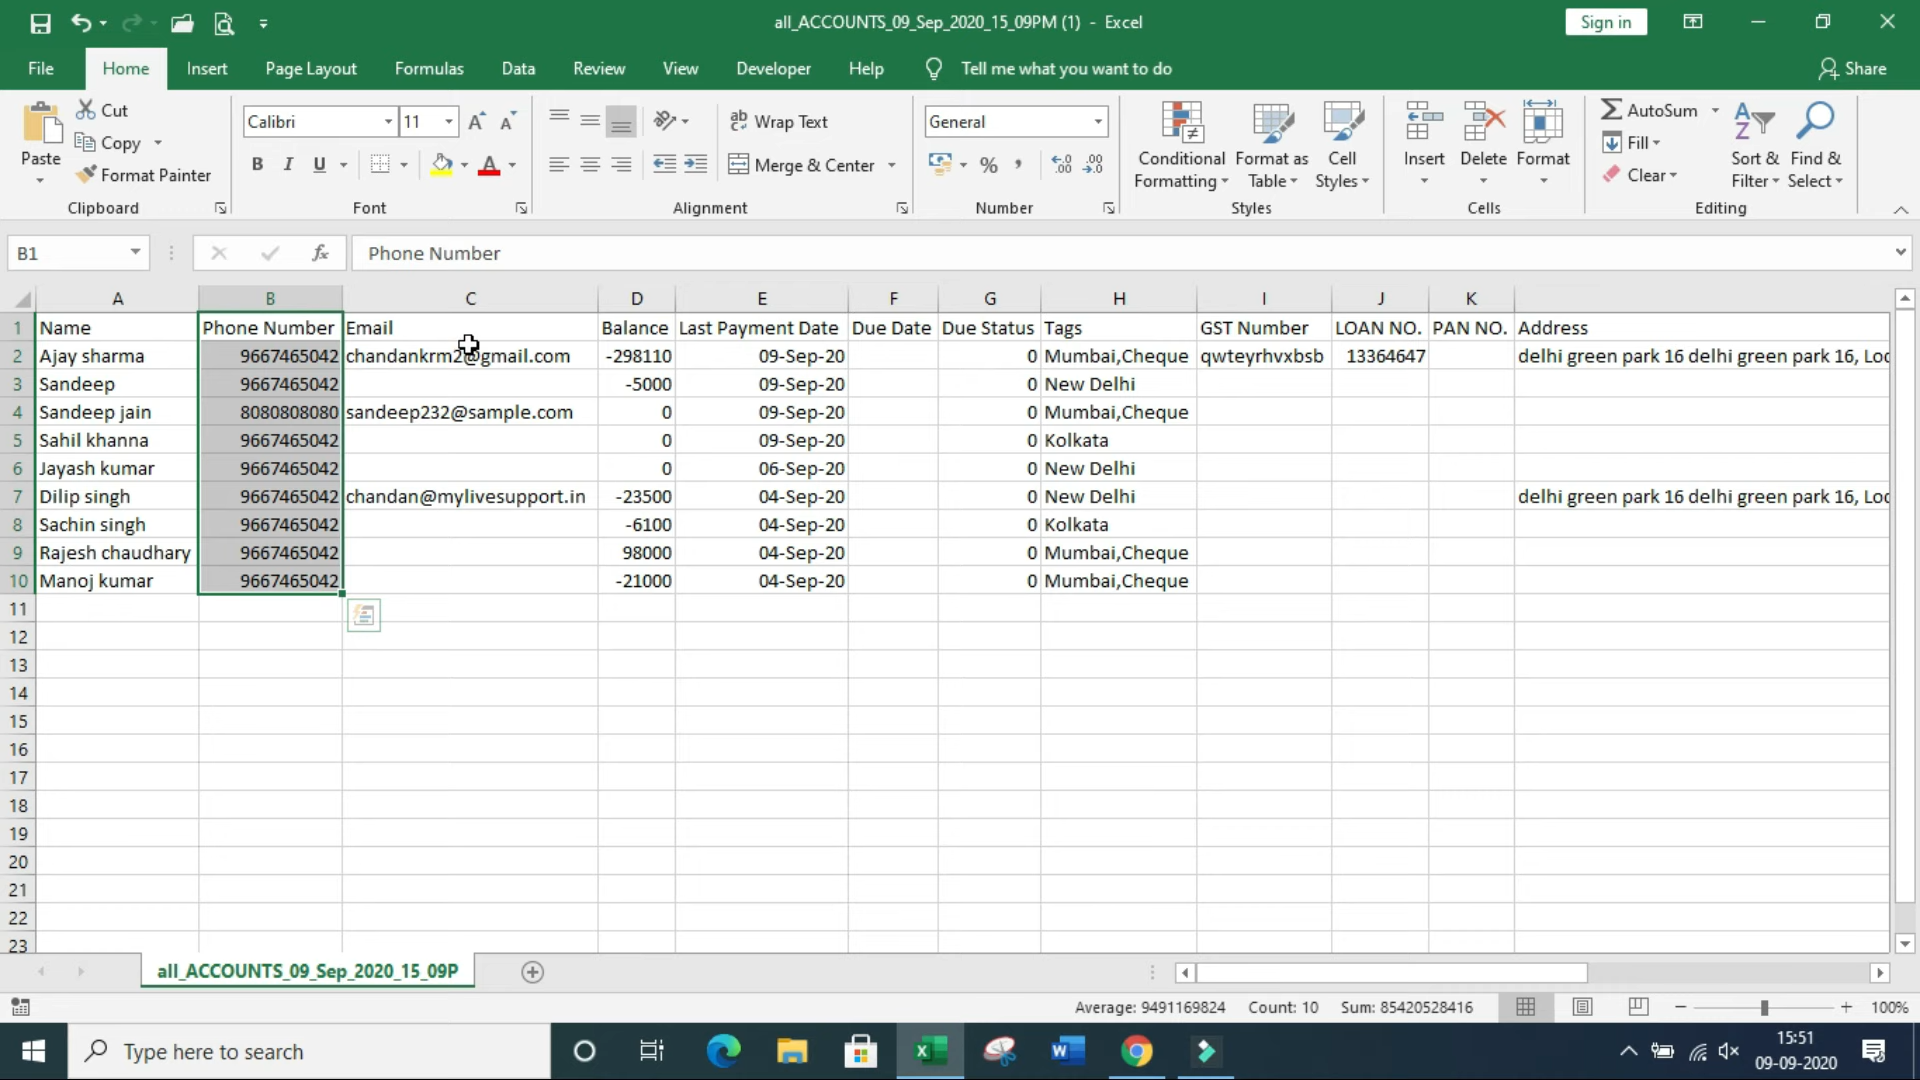 all_ACCOUNTS_09_Sep_2020_15_09PM (1) - Excel
Sign in
File Home Insert Page Layout Formulas Data Review View Developer Help Tell me what you want to do Share
Paste
Cut
Copy
Format Painter
Calibri 11
B I U A
Wrap Text
Merge & Center
General
%
Conditional Formatting
Format as Table
Cell Styles
Insert Delete Format
AutoSum
Fill
Clear
Sort & Filter
Find & Select
Clipboard Font Alignment Number Styles Cells Editing
B1 fx Phone Number
A B C D E F G H I J K
1 Name Phone Number Email Balance Last Payment Date Due Date Due Status Tags GST Number LOAN NO. PAN NO. Address
2 Ajay sharma 9667465042 chandankrm2@gmail.com -298110 09-Sep-20 0 Mumbai,Cheque qwteyrhvxbsb 13364647 delhi green park 16 delhi green park 16, Loc
3 Sandeep 9667465042 -5000 09-Sep-20 0 New Delhi
4 Sandeep jain 8080808080 sandeep232@sample.com 0 09-Sep-20 0 Mumbai,Cheque
5 Sahil khanna 9667465042 0 09-Sep-20 0 Kolkata
6 Jayash kumar 9667465042 0 06-Sep-20 0 New Delhi
7 Dilip singh 9667465042 chandan@mylivesupport.in -23500 04-Sep-20 0 New Delhi delhi green park 16 delhi green park 16, Loc
8 Sachin singh 9667465042 -6100 04-Sep-20 0 Kolkata
9 Rajesh chaudhary 9667465042 98000 04-Sep-20 0 Mumbai,Cheque
10 Manoj kumar 9667465042 -21000 04-Sep-20 0 Mumbai,Cheque
11
12
13
14
15
16
17
18
19
20
21
22
23
all_ACCOUNTS_09_Sep_2020_15_09P
Average: 9491169824 Count: 10 Sum: 85420528416 100%
Type here to search
15:51
09-09-2020